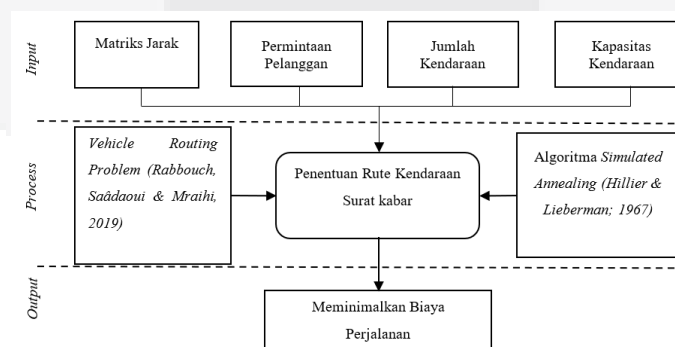 Input
Matriks Jarak
Permintaan
Pelanggan
Jumlah
Kendaraan
Kapasitas
Kendaraan
Process
Vehicle Routing
Problem (Rabbouch,
Saâdaoui & Mraihi,
2019)
Penentuan Rute Kendaraan
Surat kabar
Algoritma Simulated
Annealing (Hillier &
Lieberman; 1967)
Output
Meminimalkan Biaya
Perjalanan